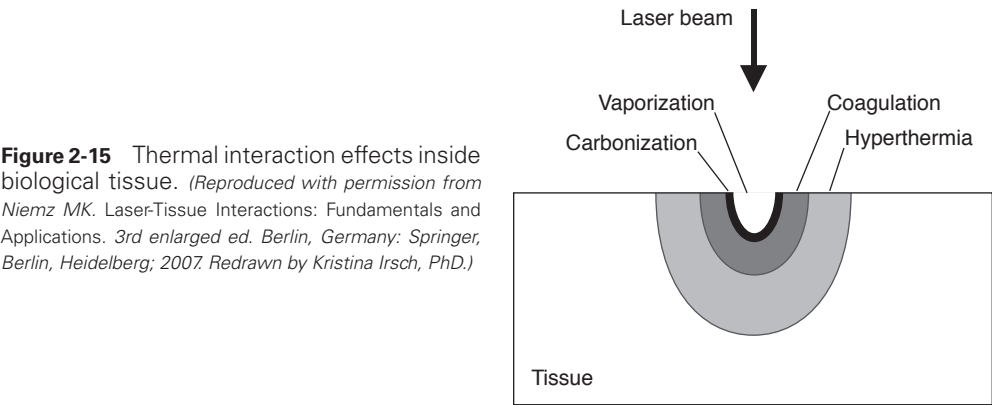 Laser beam
Vaporization
Coagulation
Carbonization
Hyperthermia
Figure 2-15 Thermal interaction effects inside
biological tissue. (Reproduced with permission from
Niemz MK. Laser-Tissue Interactions: Fundamentals and
Applications. 3rd enlarged ed. Berlin, Germany: Springer,
Berlin, Heidelberg; 2007. Redrawn by Kristina Irsch, PhD.)
Tissue